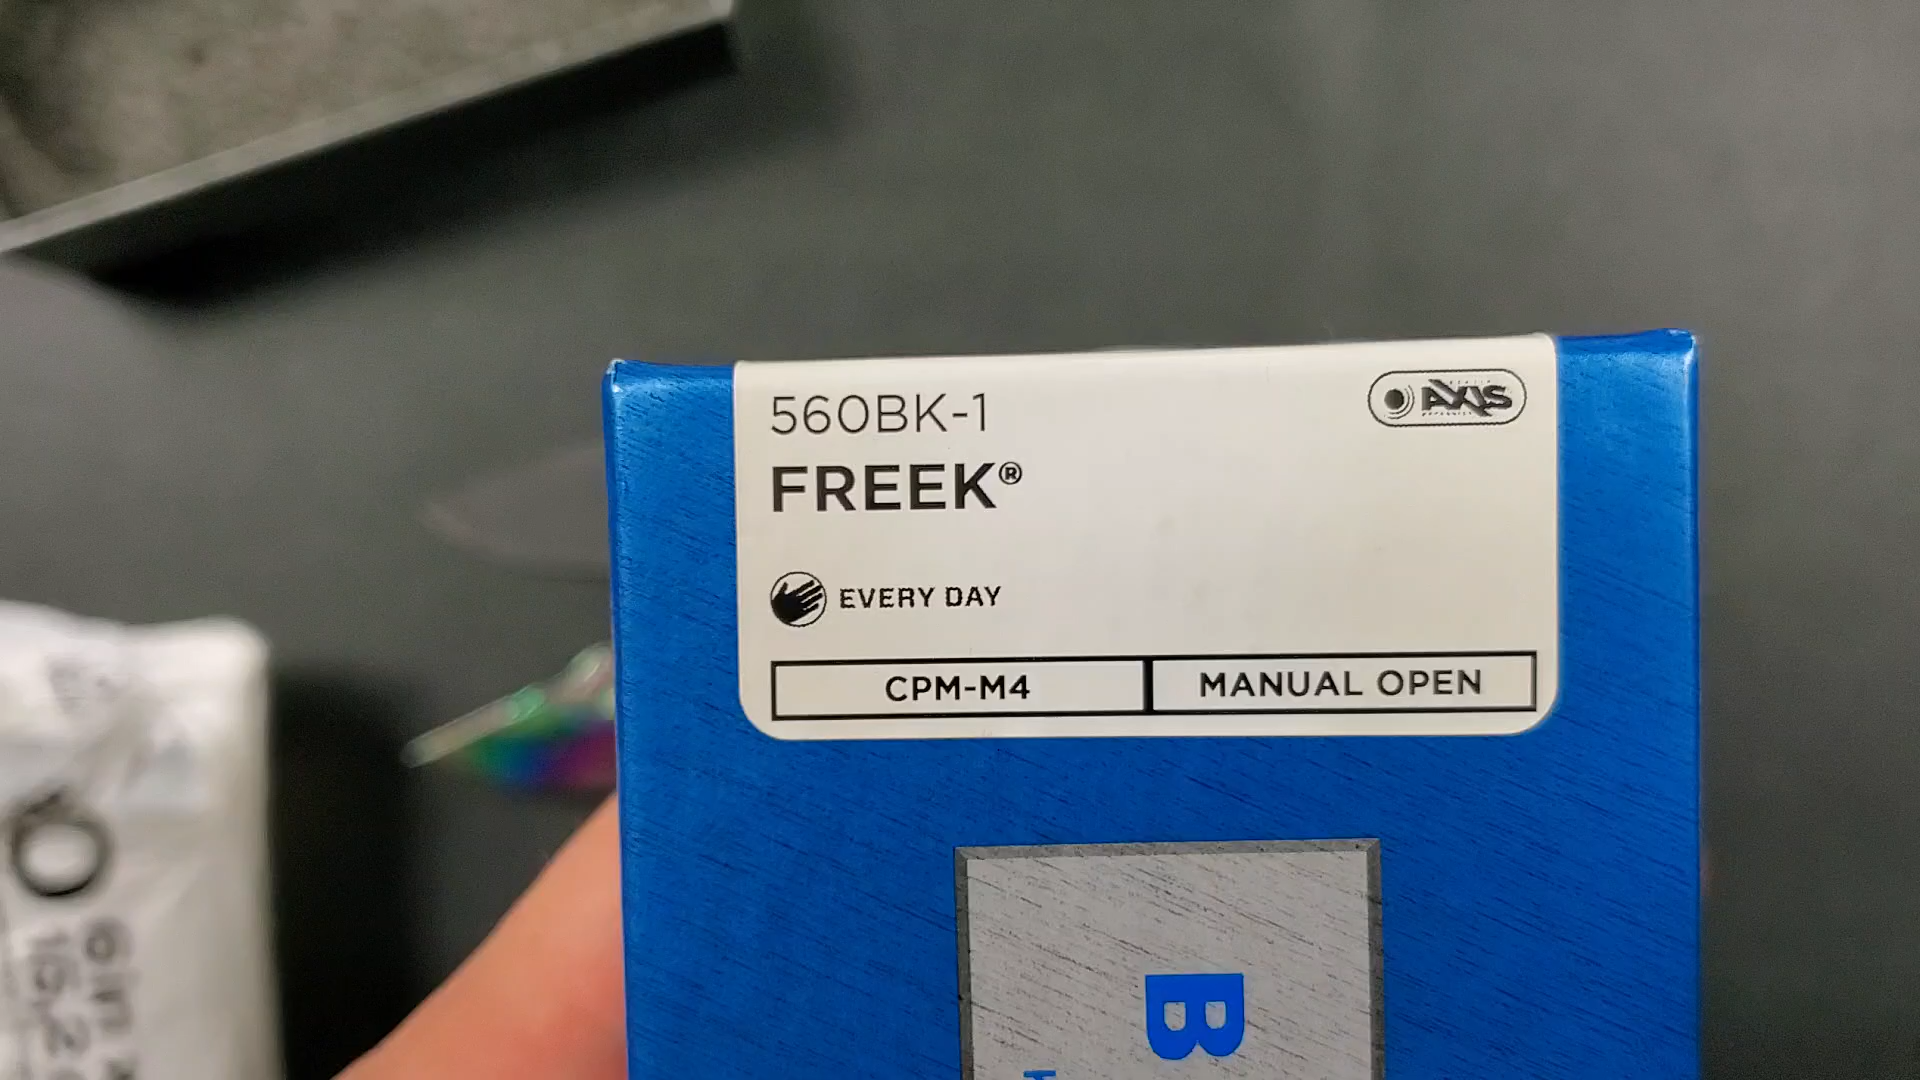 560BK-1
AXIS
FREEK®
EVERY DAY
CPM-M4
MANUAL OPEN
B